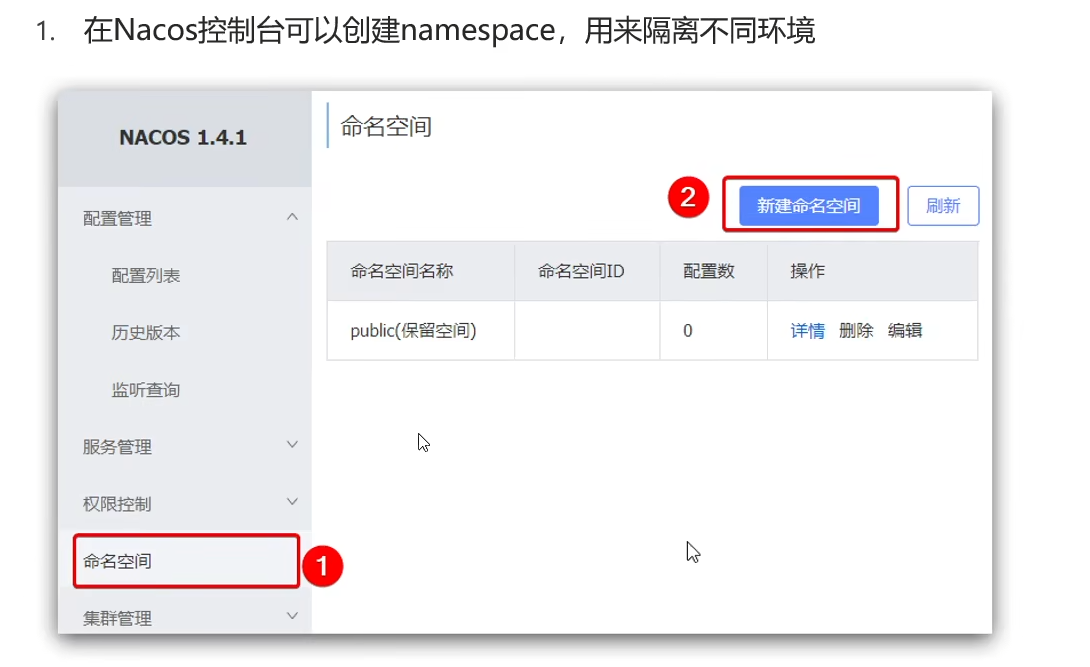 1. 在Nacos控制台可以创建namespace，用来隔离不同环境
NACOS 1.4.1
配置管理
配置列表
历史版本
监听查询
服务管理
权限控制
命名空间
1
集群管理
命名空间
2
新建命名空间
刷新
命名空间名称 命名空间ID 配置数 操作
public(保留空间) 0 详情 删除 编辑